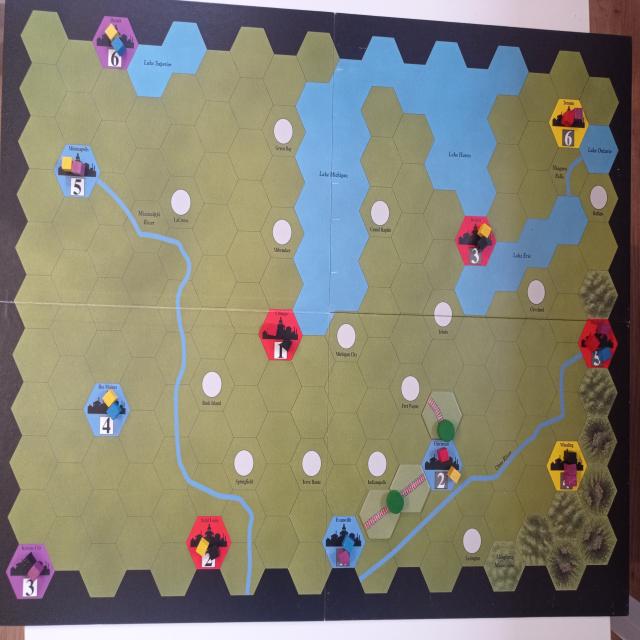 Duluth
6
Lake Superior
Toronto
6
Green Bay
Lake Ontario
Minneapolis
5
Lake Huron
Niagara
Falls
Lake Michigan
Buffalo
LaCrosse
Mississippi
River
Grand Rapids
Detroit
3
Milwaukee
Lake Erie
Cleveland
Chicago
1
Toledo
Michigan City
Des Moines
4
Rock Island
Fort Wayne
Cincinnati
2
Wheeling
Ohio River
Springfield
Terre Haute
Indianapolis
Saint Louis
2
Evansville
Lexington
Allegheny
Mountains
Kansas City
3